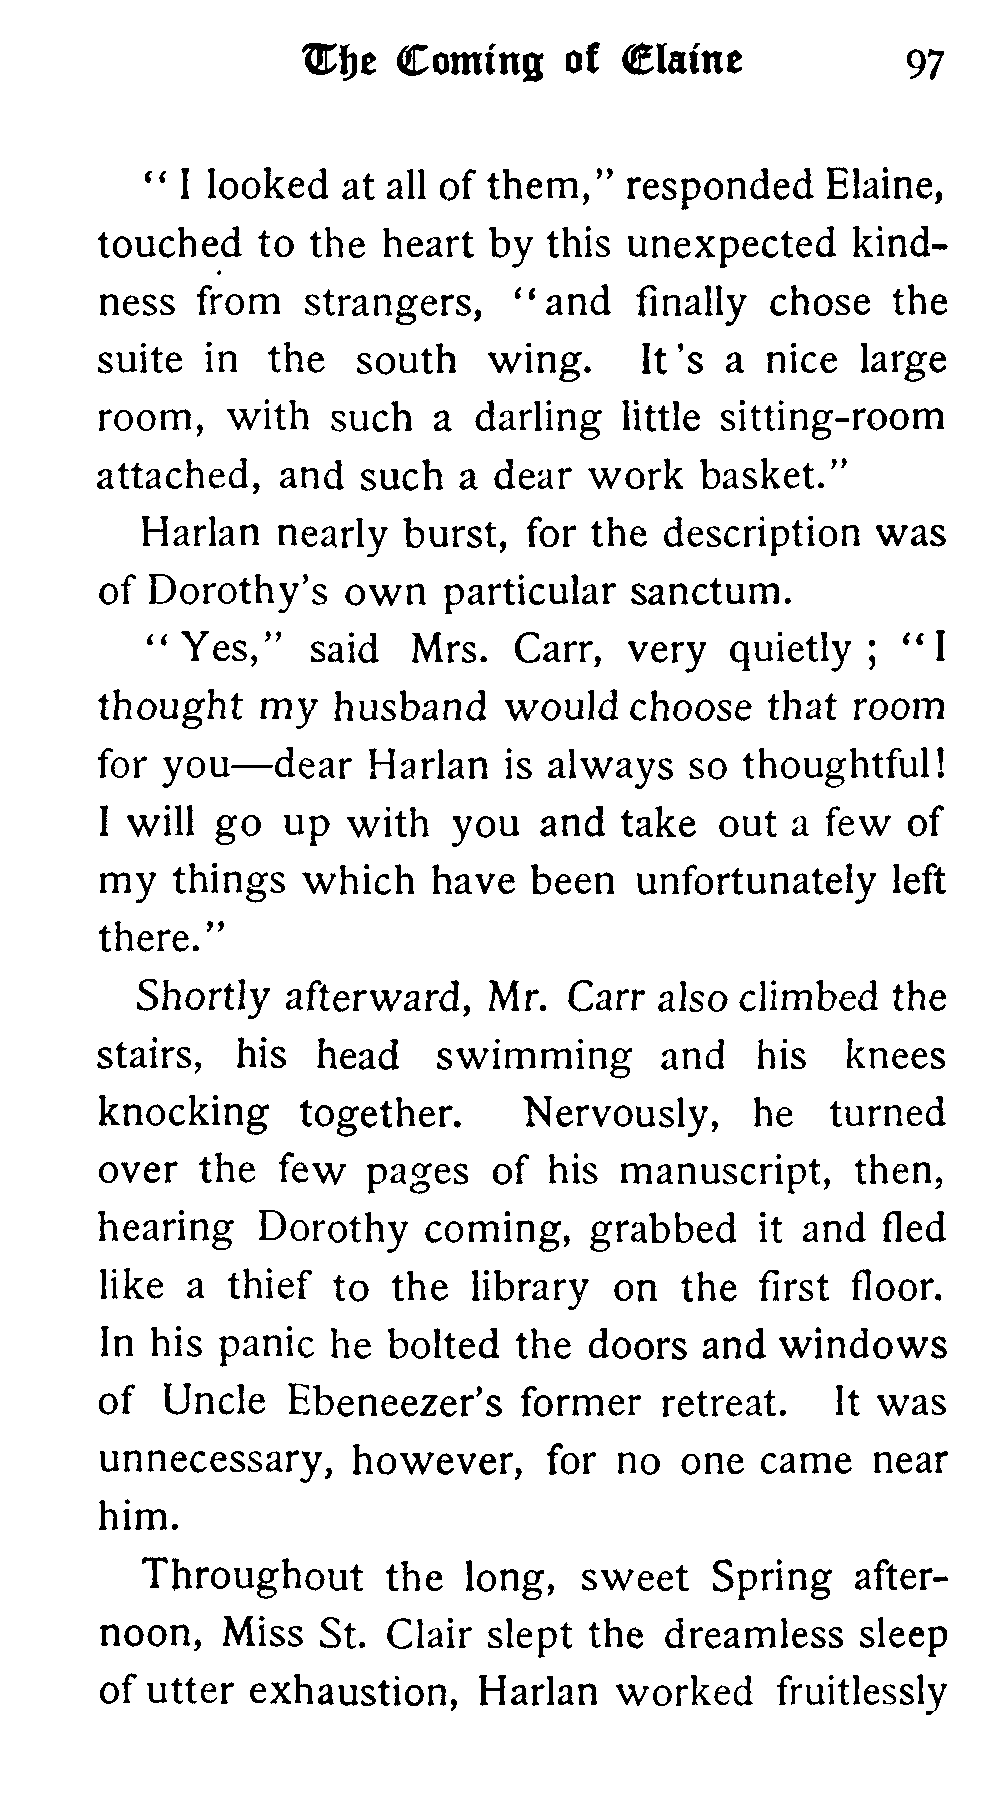 The Coming of Elaine 97
“ I looked at all of them,” responded Elaine,
touched to the heart by this unexpected kind-
ness from strangers, “and finally chose the
suite in the south wing. It’s a nice large
room, with such a darling little sitting-room
attached, and such a dear work basket.”
Harlan nearly burst, for the description was
of Dorothy’s own particular sanctum.
“ Yes,” said Mrs. Carr, very quietly ; “I
thought my husband would choose that room
for you—dear Harlan is always so thoughtful!
I will go up with you and take out a few of
my things which have been unfortunately left
there.”
Shortly afterward, Mr. Carr also climbed the
stairs, his head swimming and his knees
knocking together. Nervously, he turned
over the few pages of his manuscript, then,
hearing Dorothy coming, grabbed it and fled
like a thief to the library on the first floor.
In his panic he bolted the doors and windows
of Uncle Ebeneezer’s former retreat. It was
unnecessary, however, for no one came near
him.
Throughout the long, sweet Spring after-
noon, Miss St. Clair slept the dreamless sleep
of utter exhaustion, Harlan worked fruitlessly